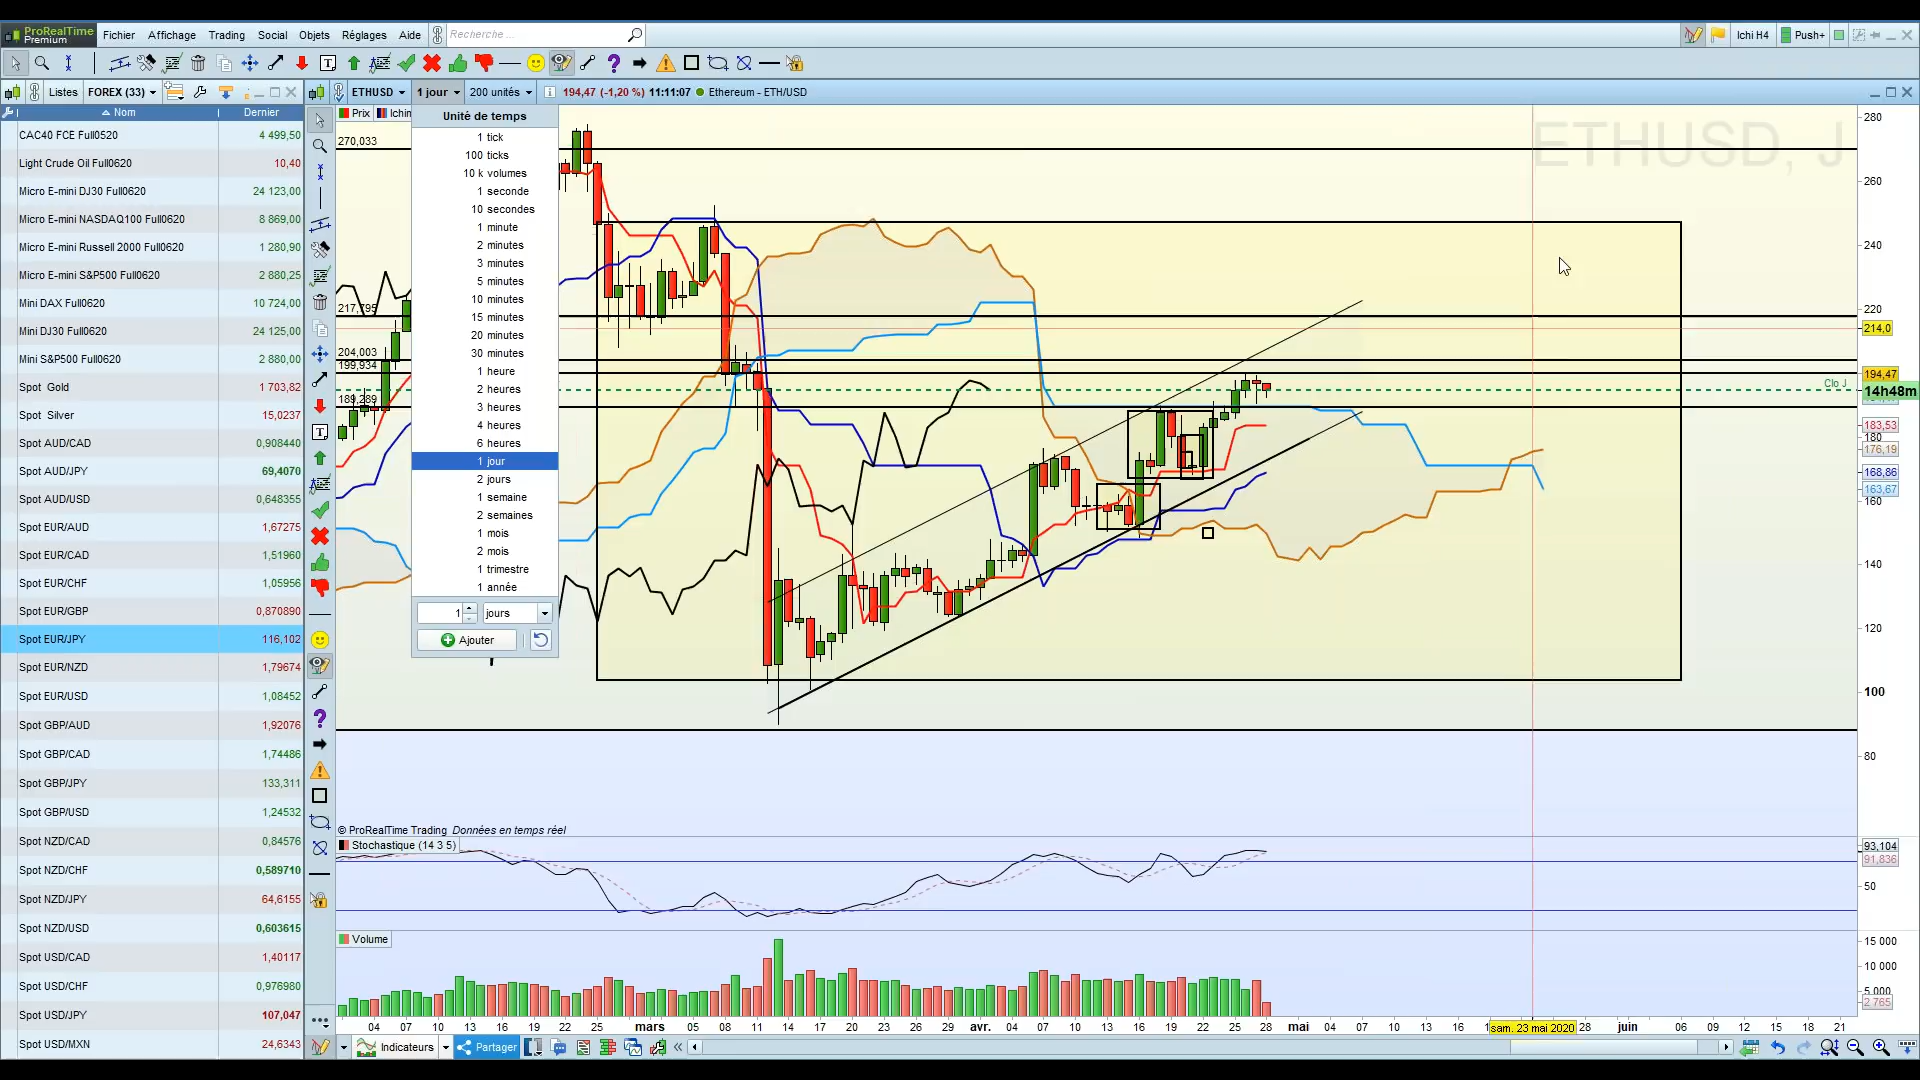 ProRealTime Premium Fichier Affichage Trading Social Objets Réglages Aide Recherche ... Ichi H4 Push+
Listes FOREX (33) ETHUSD 1 jour 200 unités 194,47 (-1,20 %) 11:11:07 Ethereum - ETH/USD
Nom Dernier
CAC40 FCE Full0520 4 499,50
Light Crude Oil Full0620 10,40
Micro E-mini DJ30 Full0620 24 123,00
Micro E-mini NASDAQ100 Full0620 8 869,00
Micro E-mini Russell 2000 Full0620 1 280,90
Micro E-mini S&P500 Full0620 2 880,25
Mini DAX Full0620 10 724,00
Mini DJ30 Full0620 24 125,00
Mini S&P500 Full0620 2 880,00
Spot Gold 1 703,82
Spot Silver 15,0237
Spot AUD/CAD 0,908440
Spot AUD/JPY 69,4070
Spot AUD/USD 0,648355
Spot EUR/AUD 1,67275
Spot EUR/CAD 1,51960
Spot EUR/CHF 1,05956
Spot EUR/GBP 0,870890
Spot EUR/JPY 116,102
Spot EUR/NZD 1,79674
Spot EUR/USD 1,08452
Spot GBP/AUD 1,92076
Spot GBP/CAD 1,74486
Spot GBP/JPY 133,311
Spot GBP/USD 1,24532
Spot NZD/CAD 0,84576
Spot NZD/CHF 0,589710
Spot NZD/JPY 64,6155
Spot NZD/USD 0,603615
Spot USD/CAD 1,40117
Spot USD/CHF 0,976980
Spot USD/JPY 107,047
Spot USD/MXN 24,6343
Prix Ichim
270,033
217,795
204,003
199,934
189,289
Unité de temps
1 tick
100 ticks
10 k volumes
1 seconde
10 secondes
1 minute
2 minutes
3 minutes
5 minutes
10 minutes
15 minutes
20 minutes
30 minutes
1 heure
2 heures
3 heures
4 heures
6 heures
1 jour
2 jours
1 semaine
2 semaines
1 mois
2 mois
1 trimestre
1 année
1 jours
Ajouter
ETHUSD, J
Clo J
280
260
240
220
214,0
194,47
14h48m
183,53
180
176,19
168,86
163,67
160
140
120
100
80
© ProRealTime Trading Données en temps réel
Stochastique (14 3 5)
93,104
91,836
50
Volume
15 000
10 000
5 000
2 765
04 07 10 13 16 19 22 25 mars 05 08 11 14 17 20 23 26 avr. 04 07 10 13 16 19 22 25 28 mai 04 07 10 13 16 sam. 23 mai 2020 28 juin 06 09 12 15 18 21
Indicateurs Partager